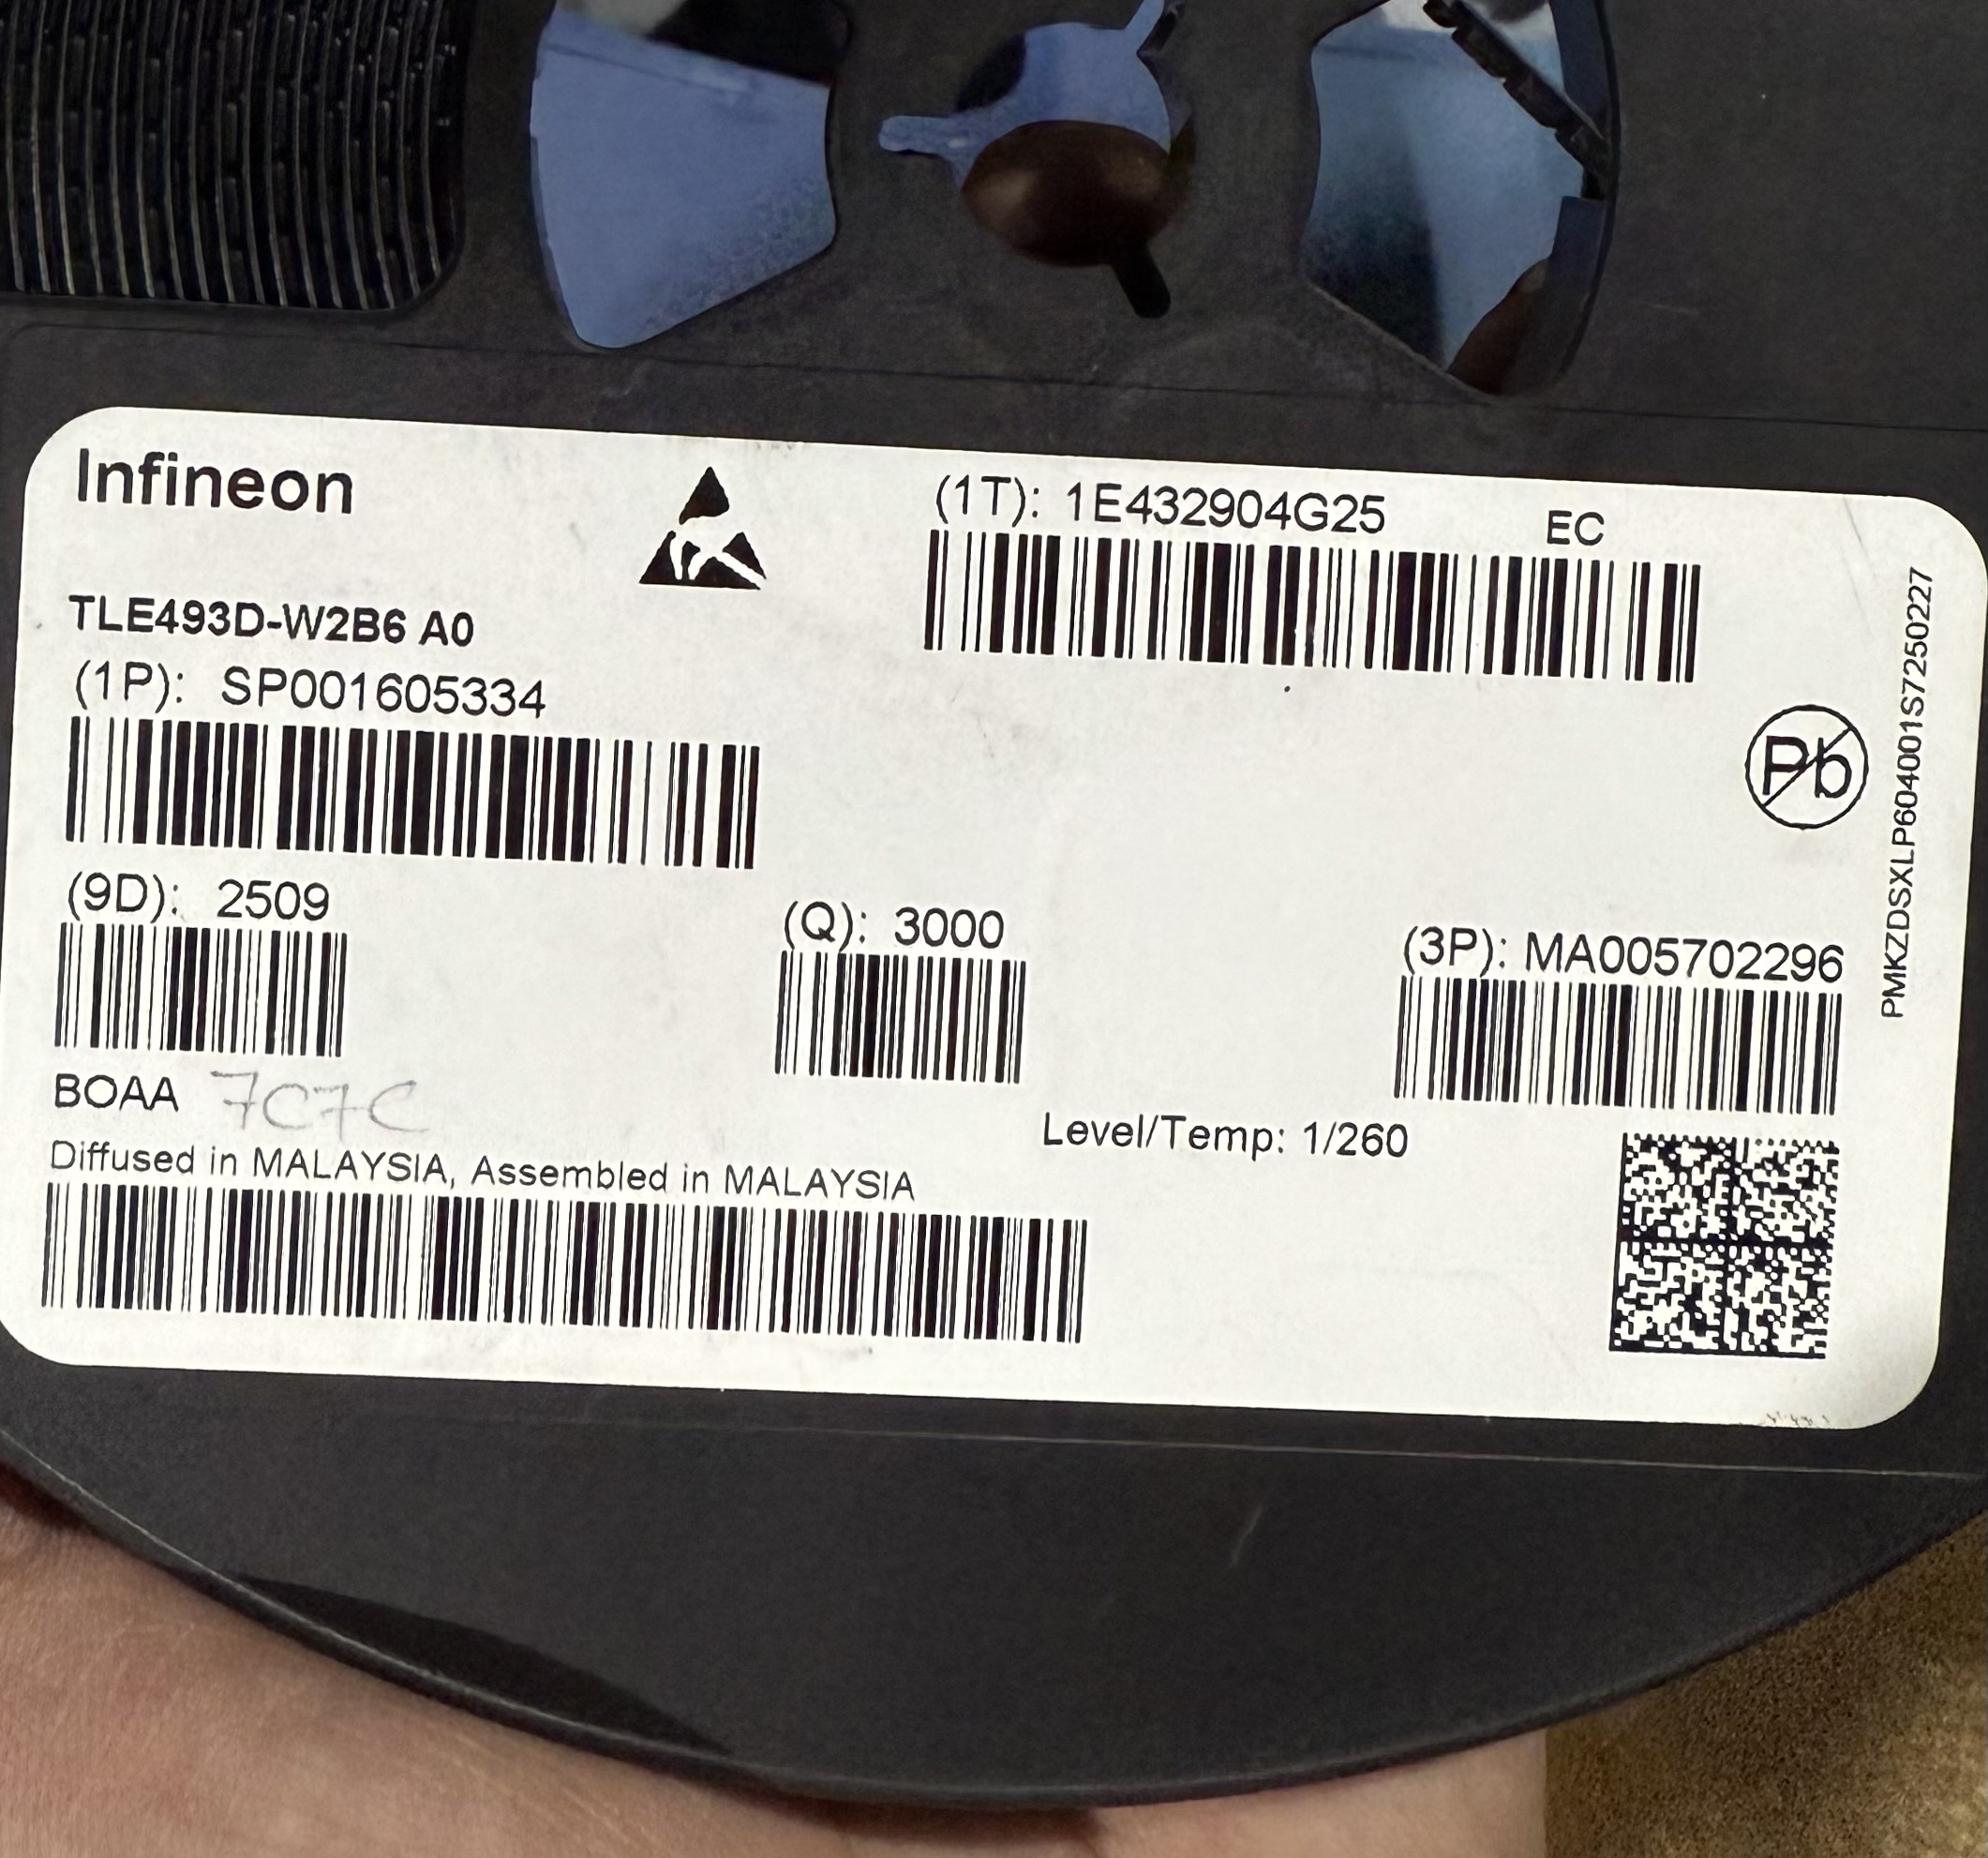 Infineon
(1T): 1E432904G25 EC
TLE493D-W2B6 A0
(1P): SP001605334
Pb
PMKZDSXLP604001S7250227
(9D): 2509
(Q): 3000
(3P): MA005702296
BOAA 7C7C
Level/Temp: 1/260
Diffused in MALAYSIA, Assembled in MALAYSIA